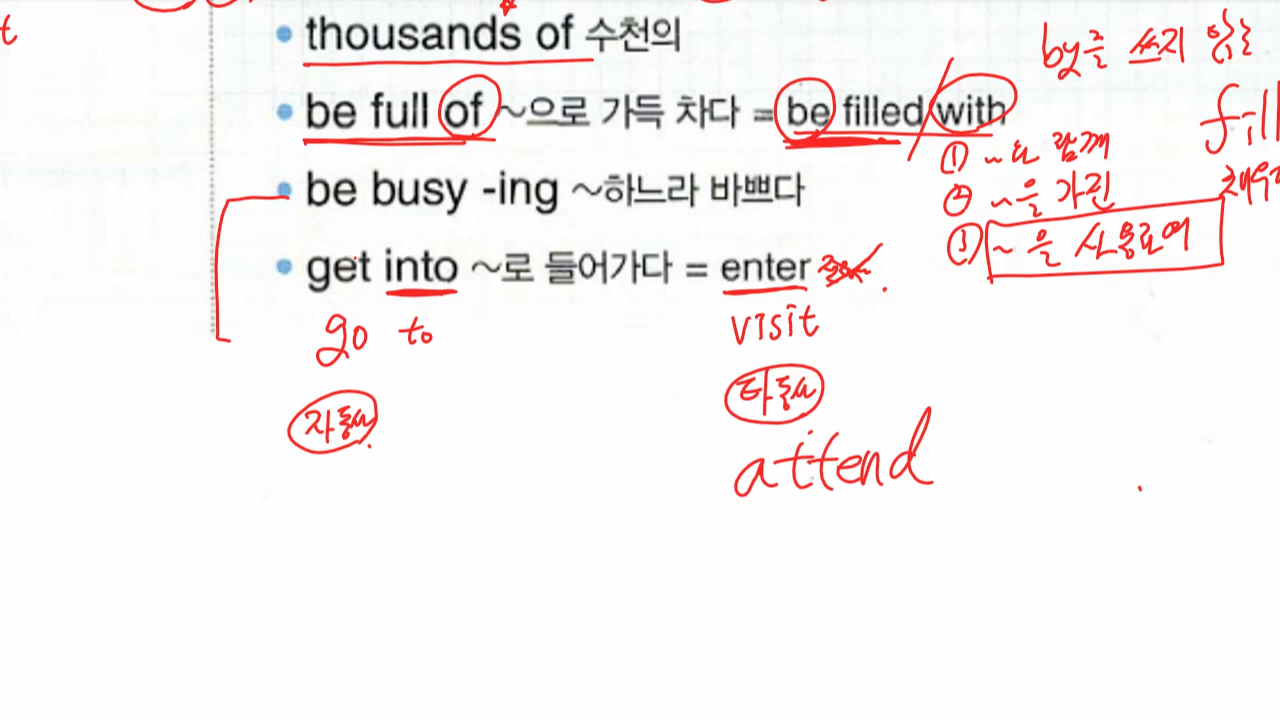 t
thousands of 수천의
by를 쓰지 않는
be full of ~으로 가득 차다 = be filled with
fill
① ~와 함께
채우다
② ~을 가진
be busy -ing ~하느라 바쁘다
③ ~을 사용하여
get into ~로 들어가다 = enter
go to
visit
자동사
타동사
attend